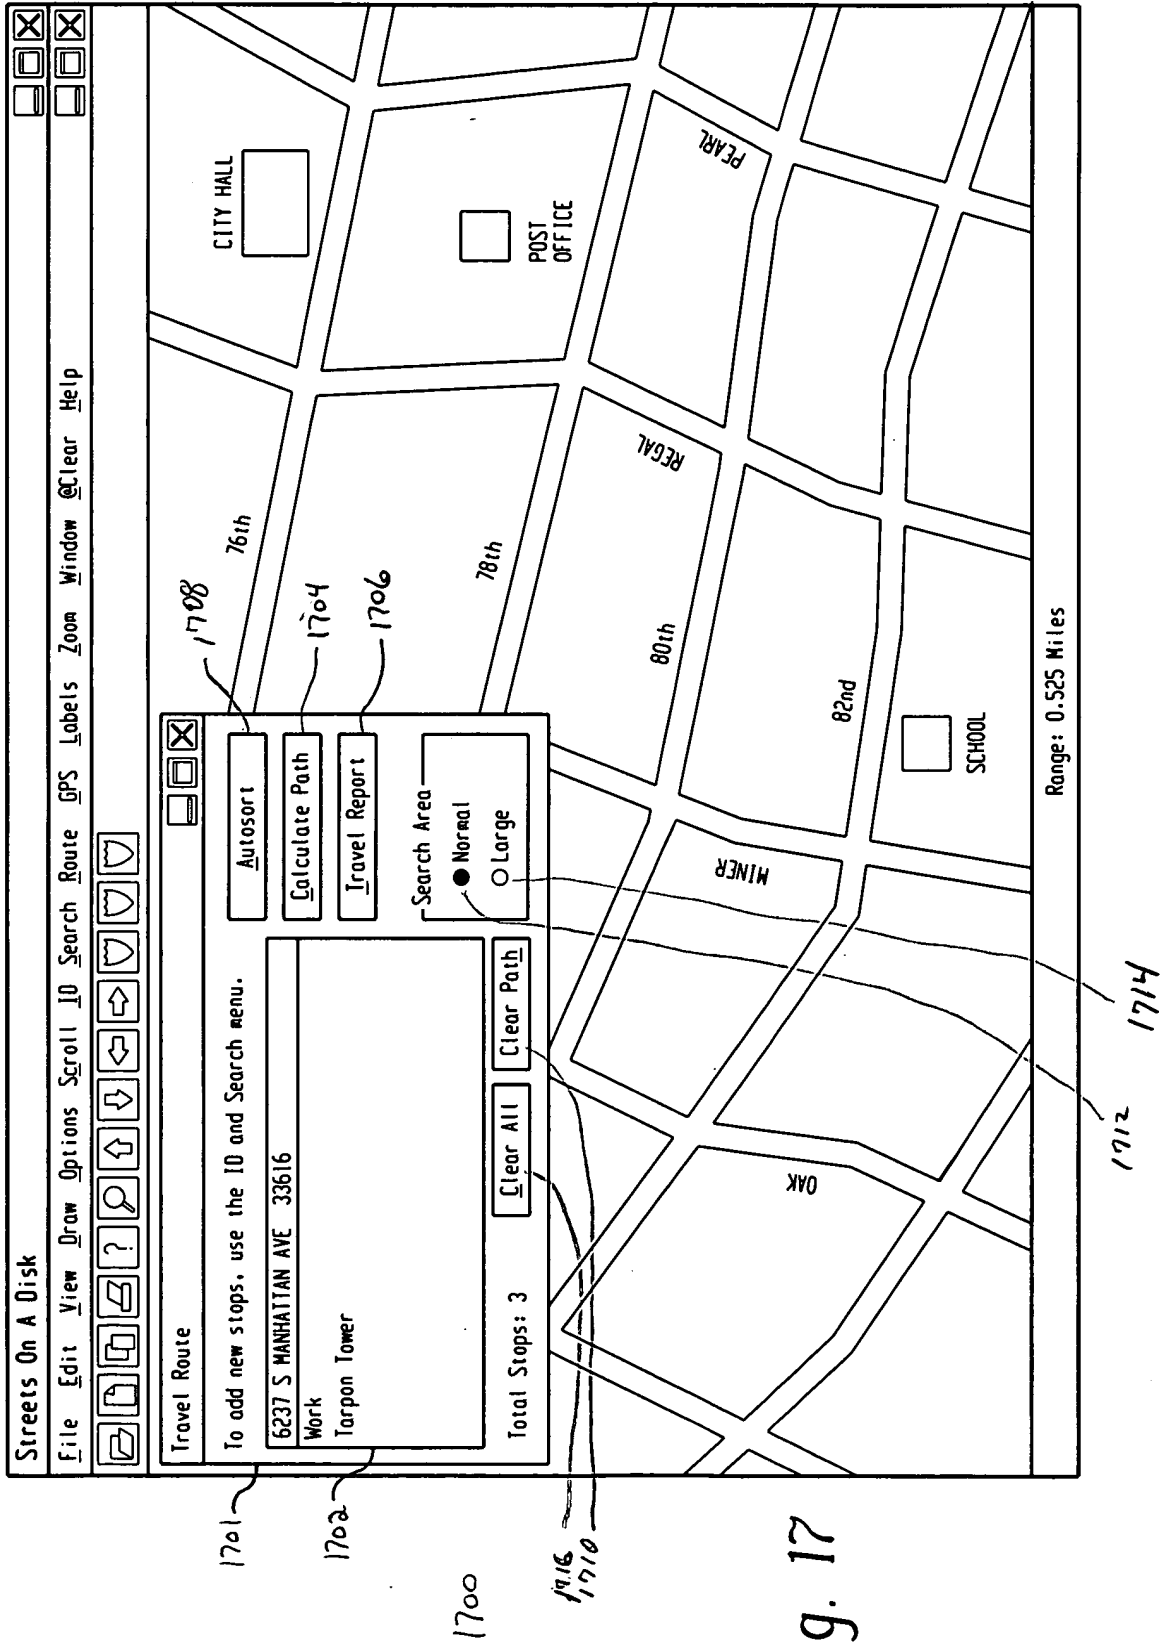 Streets On A Disk
File Edit View Draw Options Scroll IO Search Route GPS Labels Zoom Window @Clear Help
?
Travel Route
To add new stops, use the IO and Search menu.
6237 S MANHATTAN AVE 33616
Work
Tarpon Tower
Total Stops: 3
Clear All
Clear Path
Autosort
Calculate Path
Travel Report
Search Area
Normal
Large
CITY HALL
POST
OFFICE
SCHOOL
76th
78th
80th
82nd
PEARL
REGAL
MINER
OAK
Range: 0.525 Miles
1708
1704
1706
1701
1702
1700
1716
1710
1712
1714
g. 17